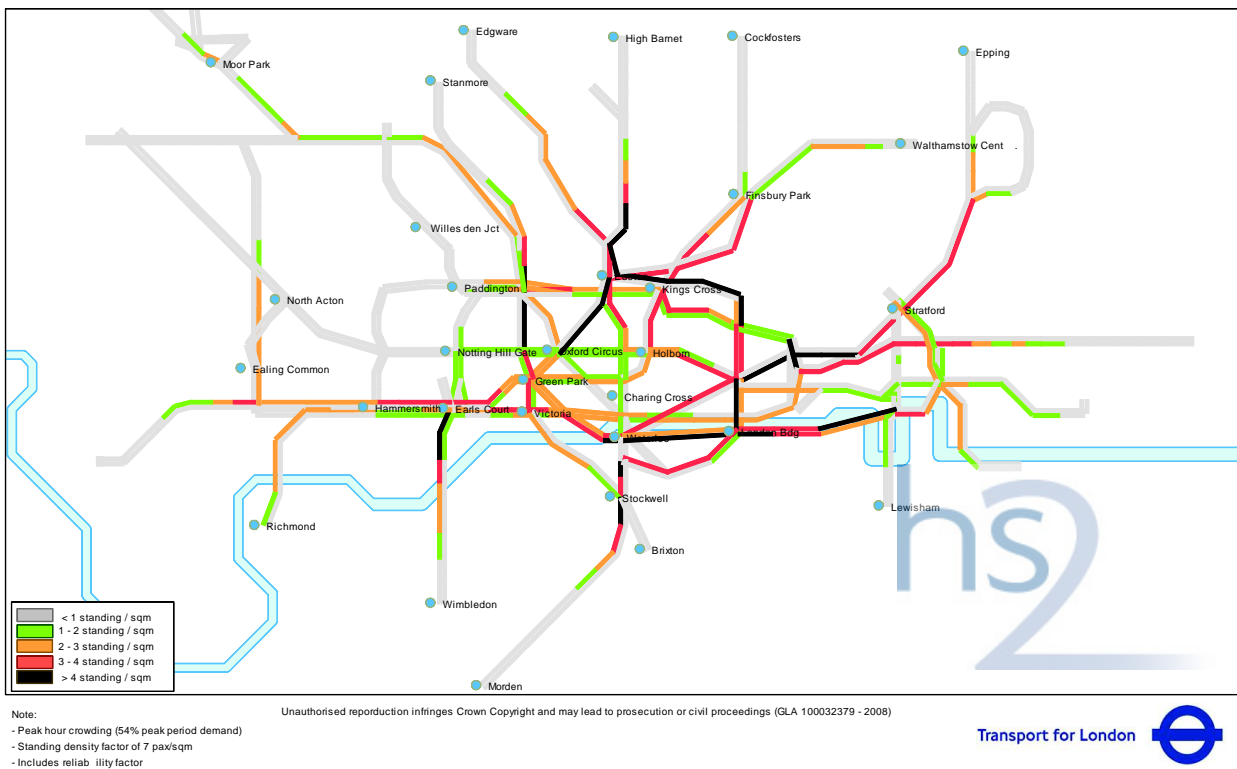 Edgware
High Barnet
Cockfosters
Epping
Moor Park
Stanmore
Walthamstow Cent .
Finsbury Park
Willes den Jct
Paddington
Kings Cross
North Acton
Stratford
Notting Hill Gate
Oxford Circus
Holborn
Ealing Common
Green Park
Charing Cross
Hammersmith
Earls Court
Victoria
Waterloo
London Bdg
hs2
Stockwell
Lewisham
Richmond
Brixton
Wimbledon
Morden
< 1 standing / sqm
1 - 2 standing / sqm
2 - 3 standing / sqm
3 - 4 standing / sqm
> 4 standing / sqm
Note:
Unauthorised reporduction infringes Crown Copyright and may lead to prosecution or civil proceedings (GLA 100032379 - 2008)
- Peak hour crowding (54% peak period demand)
- Standing density factor of 7 pax/sqm
- Includes reliab ility factor
Transport for London